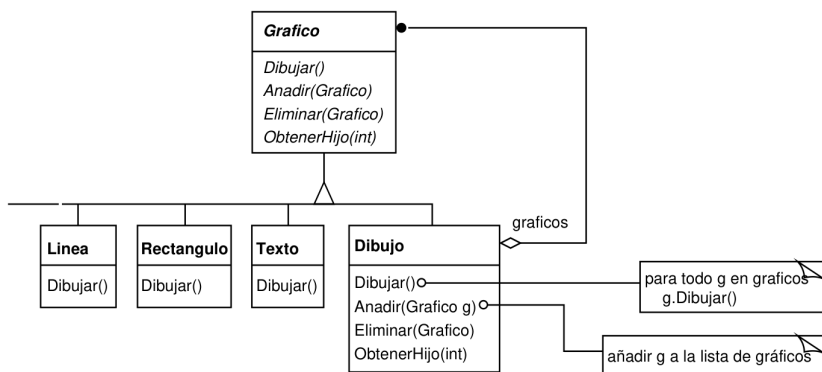 Grafico
Dibujar()
Anadir(Grafico)
Eliminar(Grafico)
ObtenerHijo(int)
graficos
Linea
Dibujar()
Rectangulo
Dibujar()
Texto
Dibujar()
Dibujo
Dibujar()
Anadir(Grafico g)
Eliminar(Grafico)
ObtenerHijo(int)
para todo g en graficos
g.Dibujar()
añadir g a la lista de gráficos